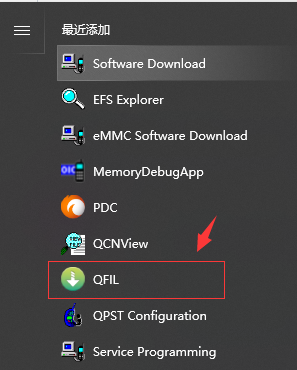 最近添加
Software Download
EFS Explorer
eMMC Software Download
MemoryDebugApp
PDC
QCNView
QFIL
QPST Configuration
Service Programming